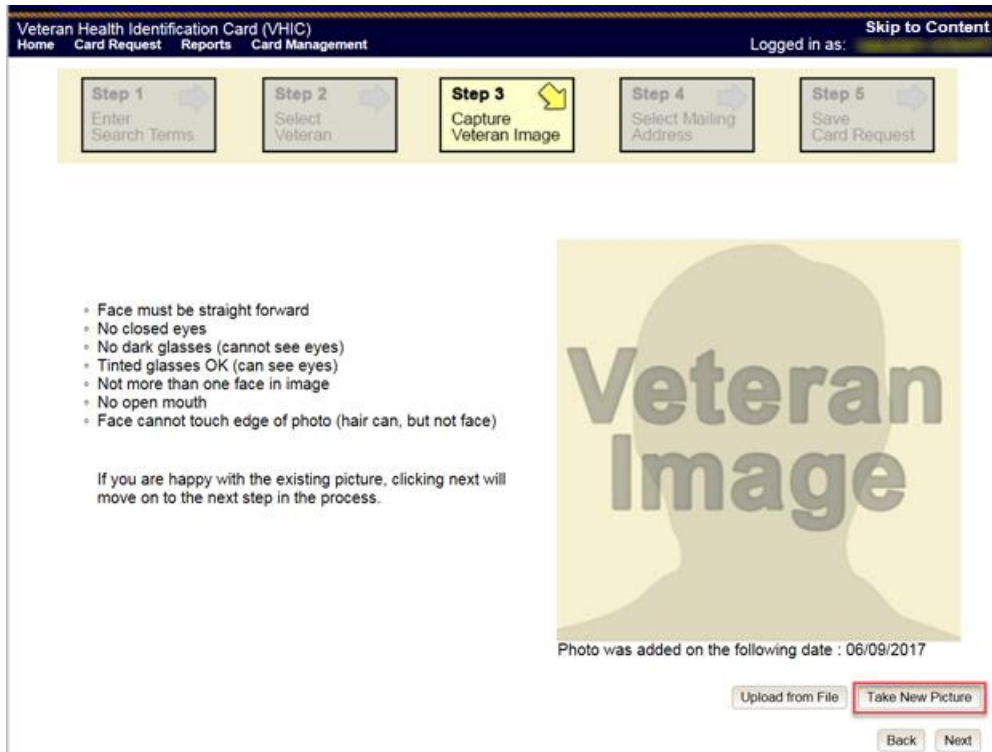 Veteran Health Identification Card (VHIC)
Skip to Content
Home Card Request Reports Card Management
Logged in as:
Step 1
Enter
Search Terms
Step 2
Select
Veteran
Step 3
Capture
Veteran Image
Step 4
Select Mailing
Address
Step 5
Save
Card Request
Face must be straight forward
No closed eyes
No dark glasses (cannot see eyes)
Tinted glasses OK (can see eyes)
Not more than one face in image
No open mouth
Face cannot touch edge of photo (hair can, but not face)
If you are happy with the existing picture, clicking next will
move on to the next step in the process.
Veteran
Image
Photo was added on the following date : 06/09/2017
Upload from File
Take New Picture
Back
Next